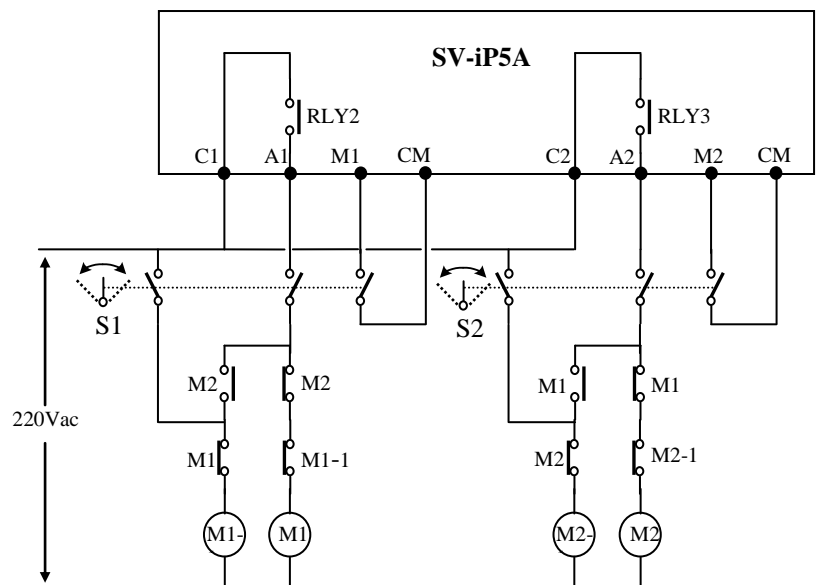 SV-iP5A
RLY2 RLY3
C1 A1 M1 CM C2 A2 M2 CM
S1 S2
M2 M2 M1 M1
220Vac
M1 M1-1 M2 M2-1
M1- M1 M2- M2